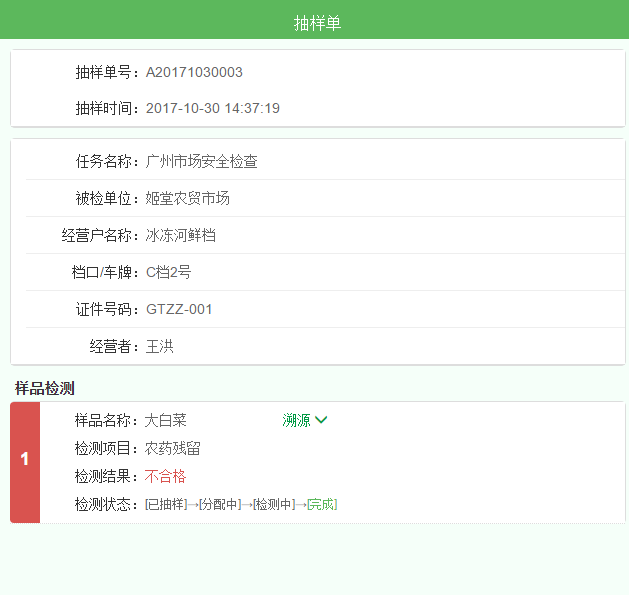 抽样单
抽样单号：A20171030003
抽样时间：2017-10-30 14:37:19
任务名称：广州市场安全检查
被检单位：姬堂农贸市场
经营户名称：冰冻河鲜档
档口/车牌：C档2号
证件号码：GTZZ-001
经营者：王洪
样品检测
1
样品名称：大白菜 溯源
检测项目：农药残留
检测结果：不合格
检测状态：[已抽样]→[分配中]→[检测中]→[完成]